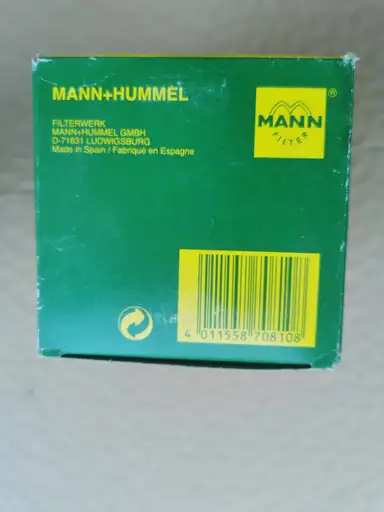 MANN+HUMMEL
MANN
FILTER
®
FILTERWERK
MANN+HUMMEL GMBH
D-71631 LUDWIGSBURG
Made in Spain / Fabriqué en Espagne
4 011558 708108